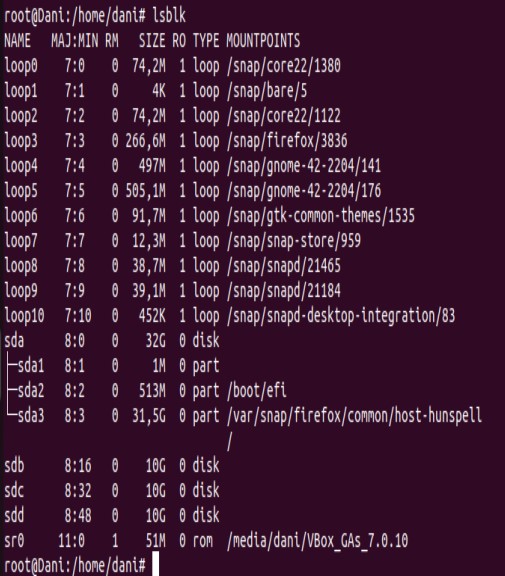 root@Dani:/home/dani# lsblk
NAME MAJ:MIN RM SIZE RO TYPE MOUNTPOINTS
loop0 7:0 0 74,2M 1 loop /snap/core22/1380
loop1 7:1 0 4K 1 loop /snap/bare/5
loop2 7:2 0 74,2M 1 loop /snap/core22/1122
loop3 7:3 0 266,6M 1 loop /snap/firefox/3836
loop4 7:4 0 497M 1 loop /snap/gnome-42-2204/141
loop5 7:5 0 505,1M 1 loop /snap/gnome-42-2204/176
loop6 7:6 0 91,7M 1 loop /snap/gtk-common-themes/1535
loop7 7:7 0 12,3M 1 loop /snap/snap-store/959
loop8 7:8 0 38,7M 1 loop /snap/snapd/21465
loop9 7:9 0 39,1M 1 loop /snap/snapd/21184
loop10 7:10 0 452K 1 loop /snap/snapd-desktop-integration/83
sda 8:0 0 32G 0 disk
├─sda1 8:1 0 1M 0 part
├─sda2 8:2 0 513M 0 part /boot/efi
└─sda3 8:3 0 31,5G 0 part /var/snap/firefox/common/host-hunspell
/
sdb 8:16 0 10G 0 disk
sdc 8:32 0 10G 0 disk
sdd 8:48 0 10G 0 disk
sr0 11:0 1 51M 0 rom /media/dani/VBox_GAs_7.0.10
root@Dani:/home/dani#